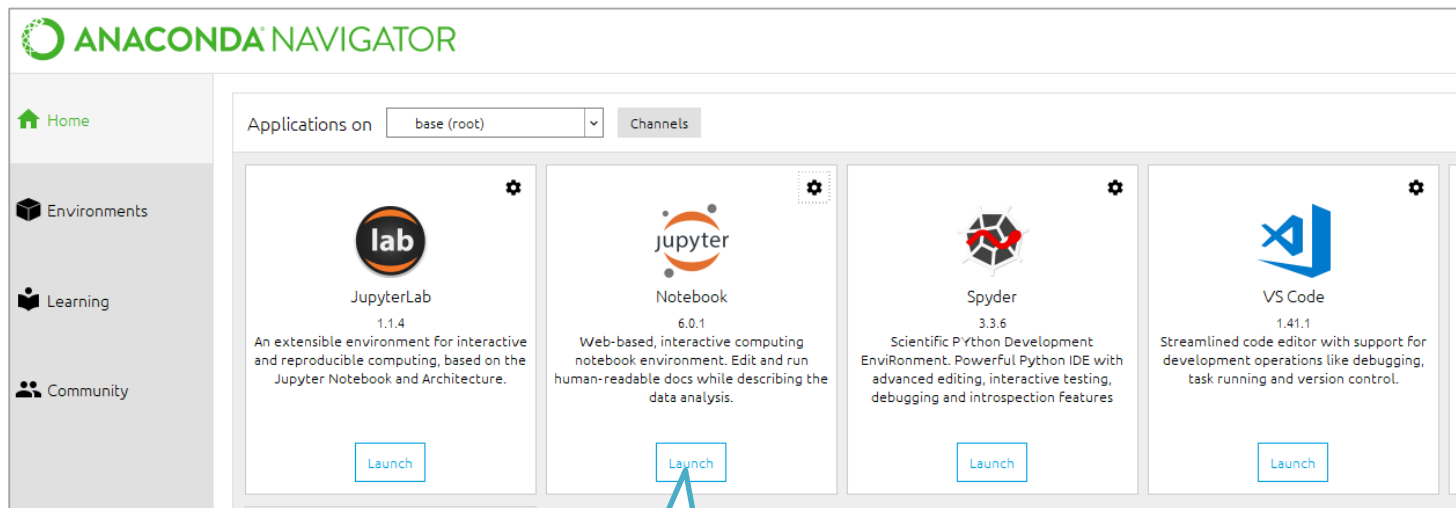 ANACONDA NAVIGATOR
Home
Environments
Learning
Community
Applications on
base (root)
Channels
lab
JupyterLab
1.1.4
An extensible environment for interactive
and reproducible computing, based on the
Jupyter Notebook and Architecture.
Launch
jupyter
Notebook
6.0.1
Web-based, interactive computing
notebook environment. Edit and run
human-readable docs while describing the
data analysis.
Launch
Spyder
3.3.6
Scientific PYthon Development
EnviRonment. Powerful Python IDE with
advanced editing, interactive testing,
debugging and introspection features
Launch
VS Code
1.41.1
Streamlined code editor with support for
development operations like debugging,
task running and version control.
Launch